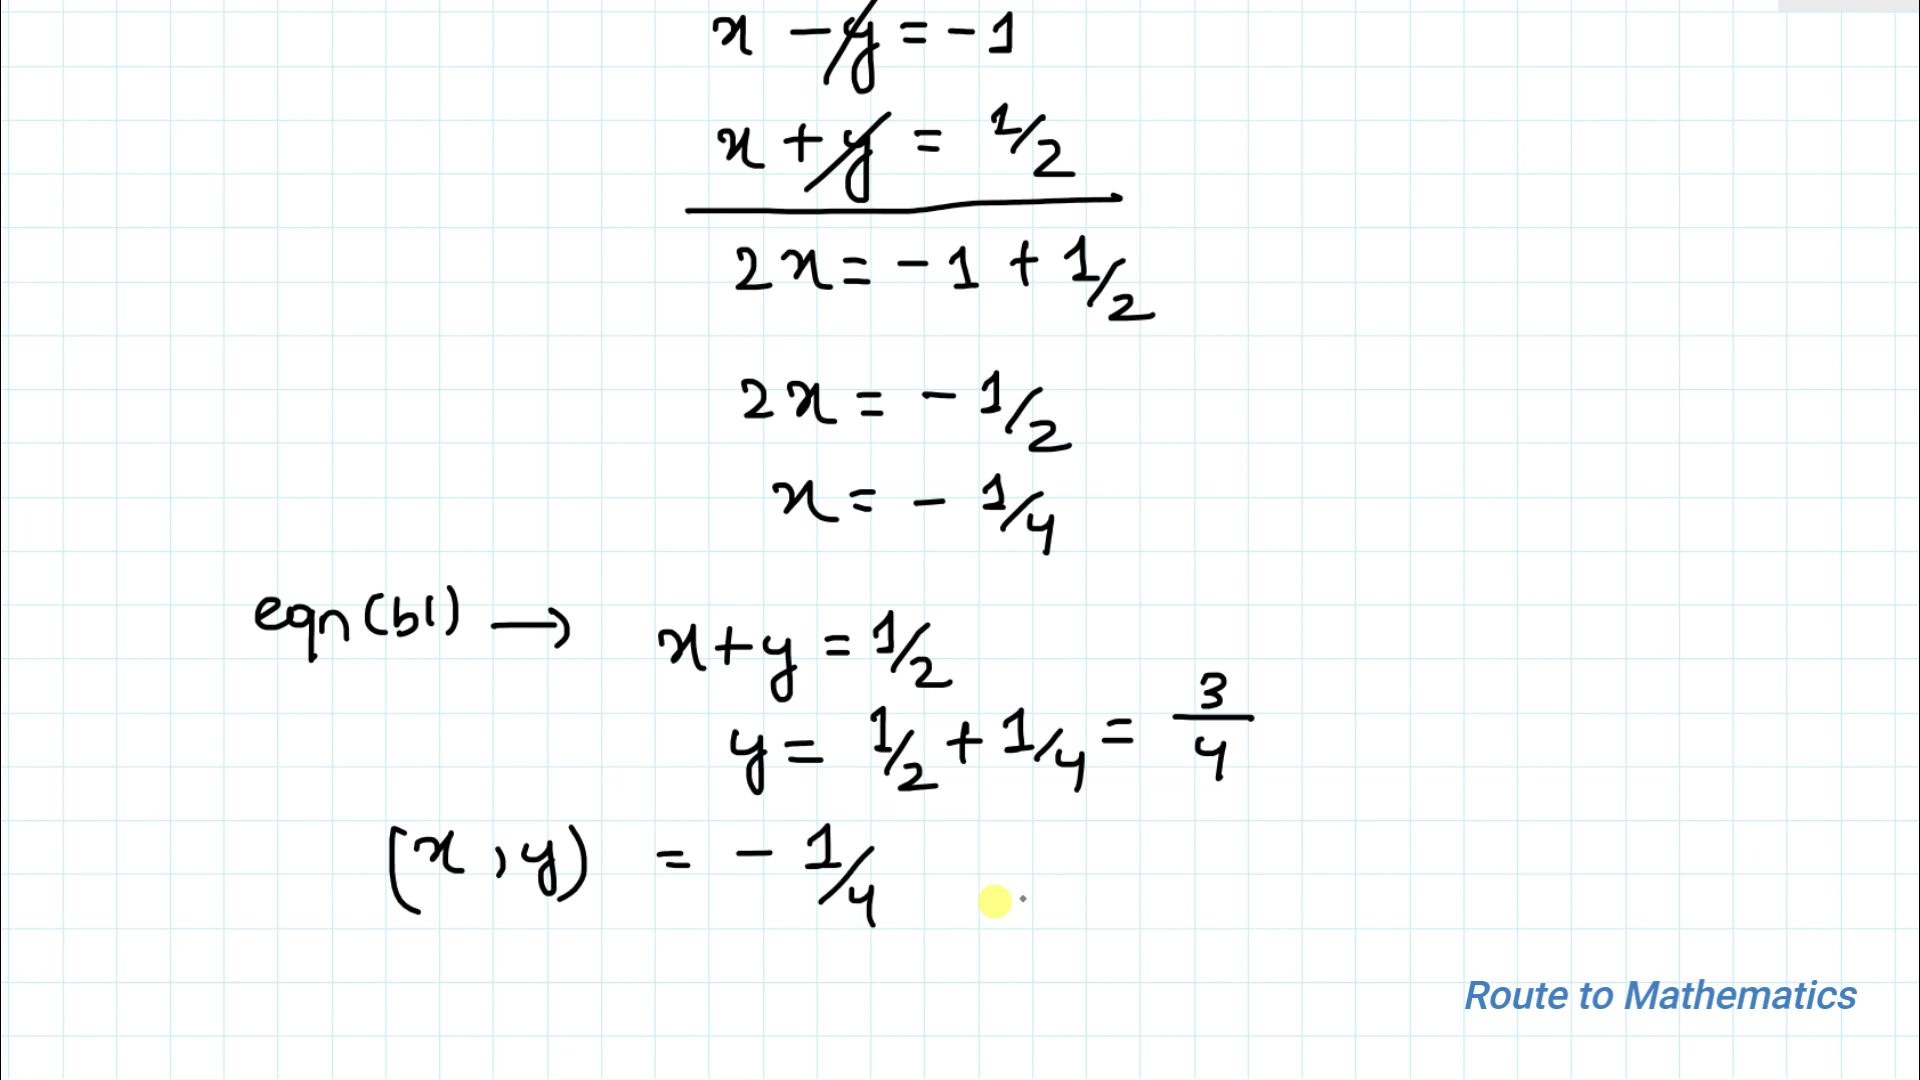 x - y = - 1
x + y = 1/2
2x = - 1 + 1/2
2x = - 1/2
x = - 1/4
eqn (b1) → x + y = 1/2
y = 1/2 + 1/4 = 3/4
(x , y) = - 1/4
Route to Mathematics